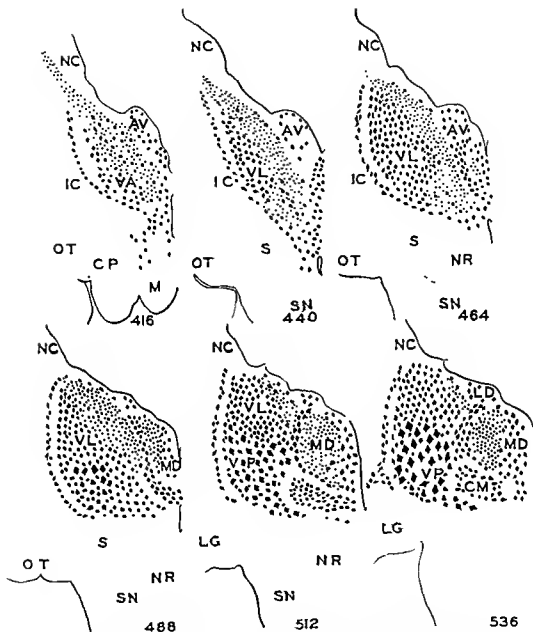 NC
AV
VA
IC
OT
CP
M
416
NC
AV
VL
IC
S
OT
SN
440
NC
AV
VL
IC
S
OT
NR
SN
464
NC
VL
MD
S
OT
NR
SN
488
NC
VL
MD
VP
LG
NR
SN
512
NC
LD
MD
VP
CM
LG
536